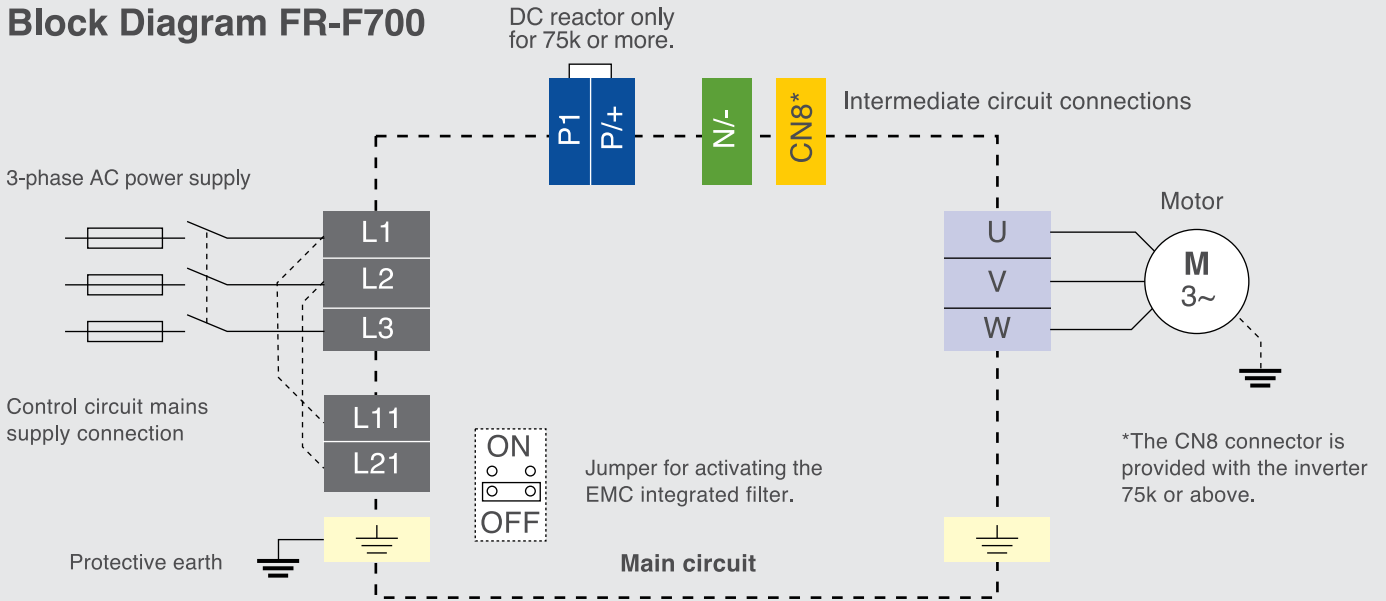 Block Diagram FR-F700
DC reactor only
for 75k or more.
P1
P/+
N/-
CN8*
Intermediate circuit connections
3-phase AC power supply
L1
L2
L3
U
V
W
Motor
M
3~
Control circuit mains
supply connection
L11
L21
ON
OFF
Jumper for activating the
EMC integrated filter.
*The CN8 connector is
provided with the inverter
75k or above.
Protective earth
Main circuit